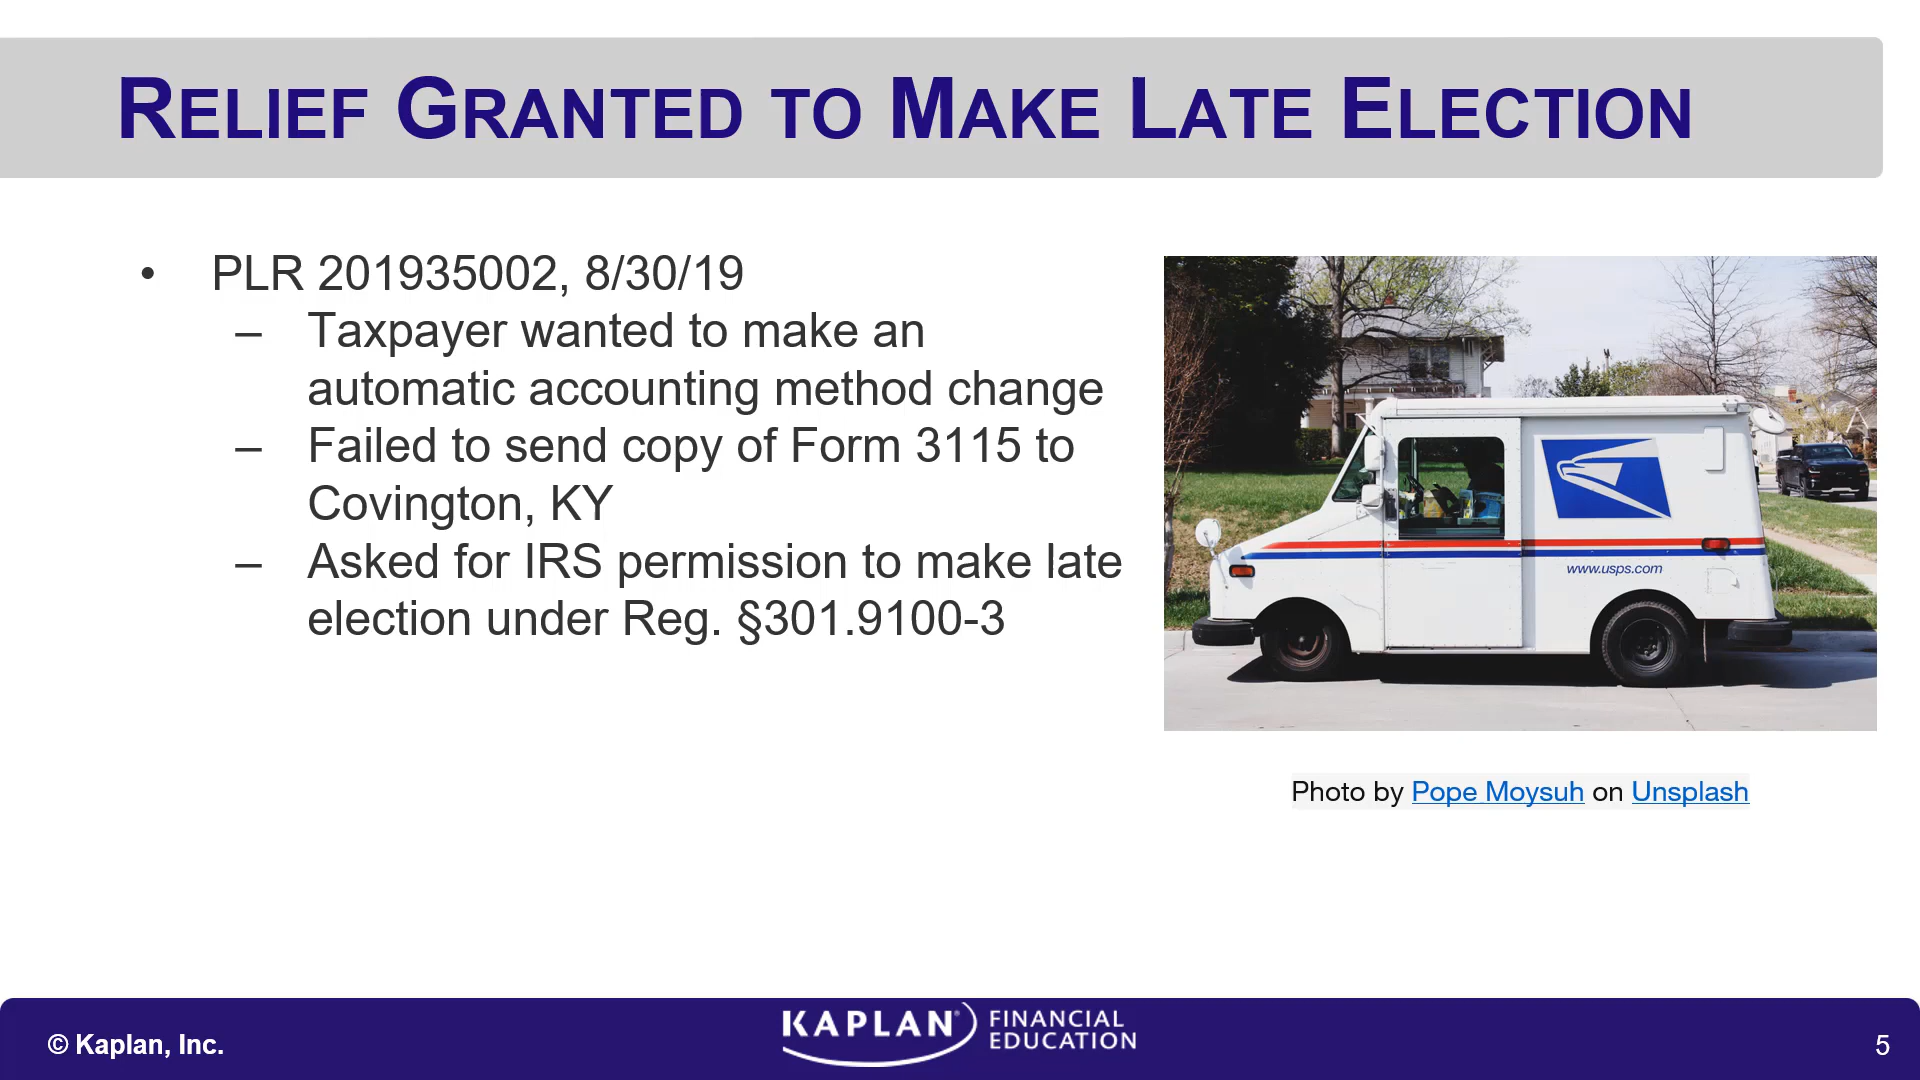 RELIEF GRANTED TO MAKE LATE ELECTION
• PLR 201935002, 8/30/19
– Taxpayer wanted to make an
automatic accounting method change
– Failed to send copy of Form 3115 to
Covington, KY
– Asked for IRS permission to make late
election under Reg. §301.9100-3
www.usps.com
Photo by Pope Moysuh on Unsplash
© Kaplan, Inc.
KAPLAN® FINANCIAL
EDUCATION
5